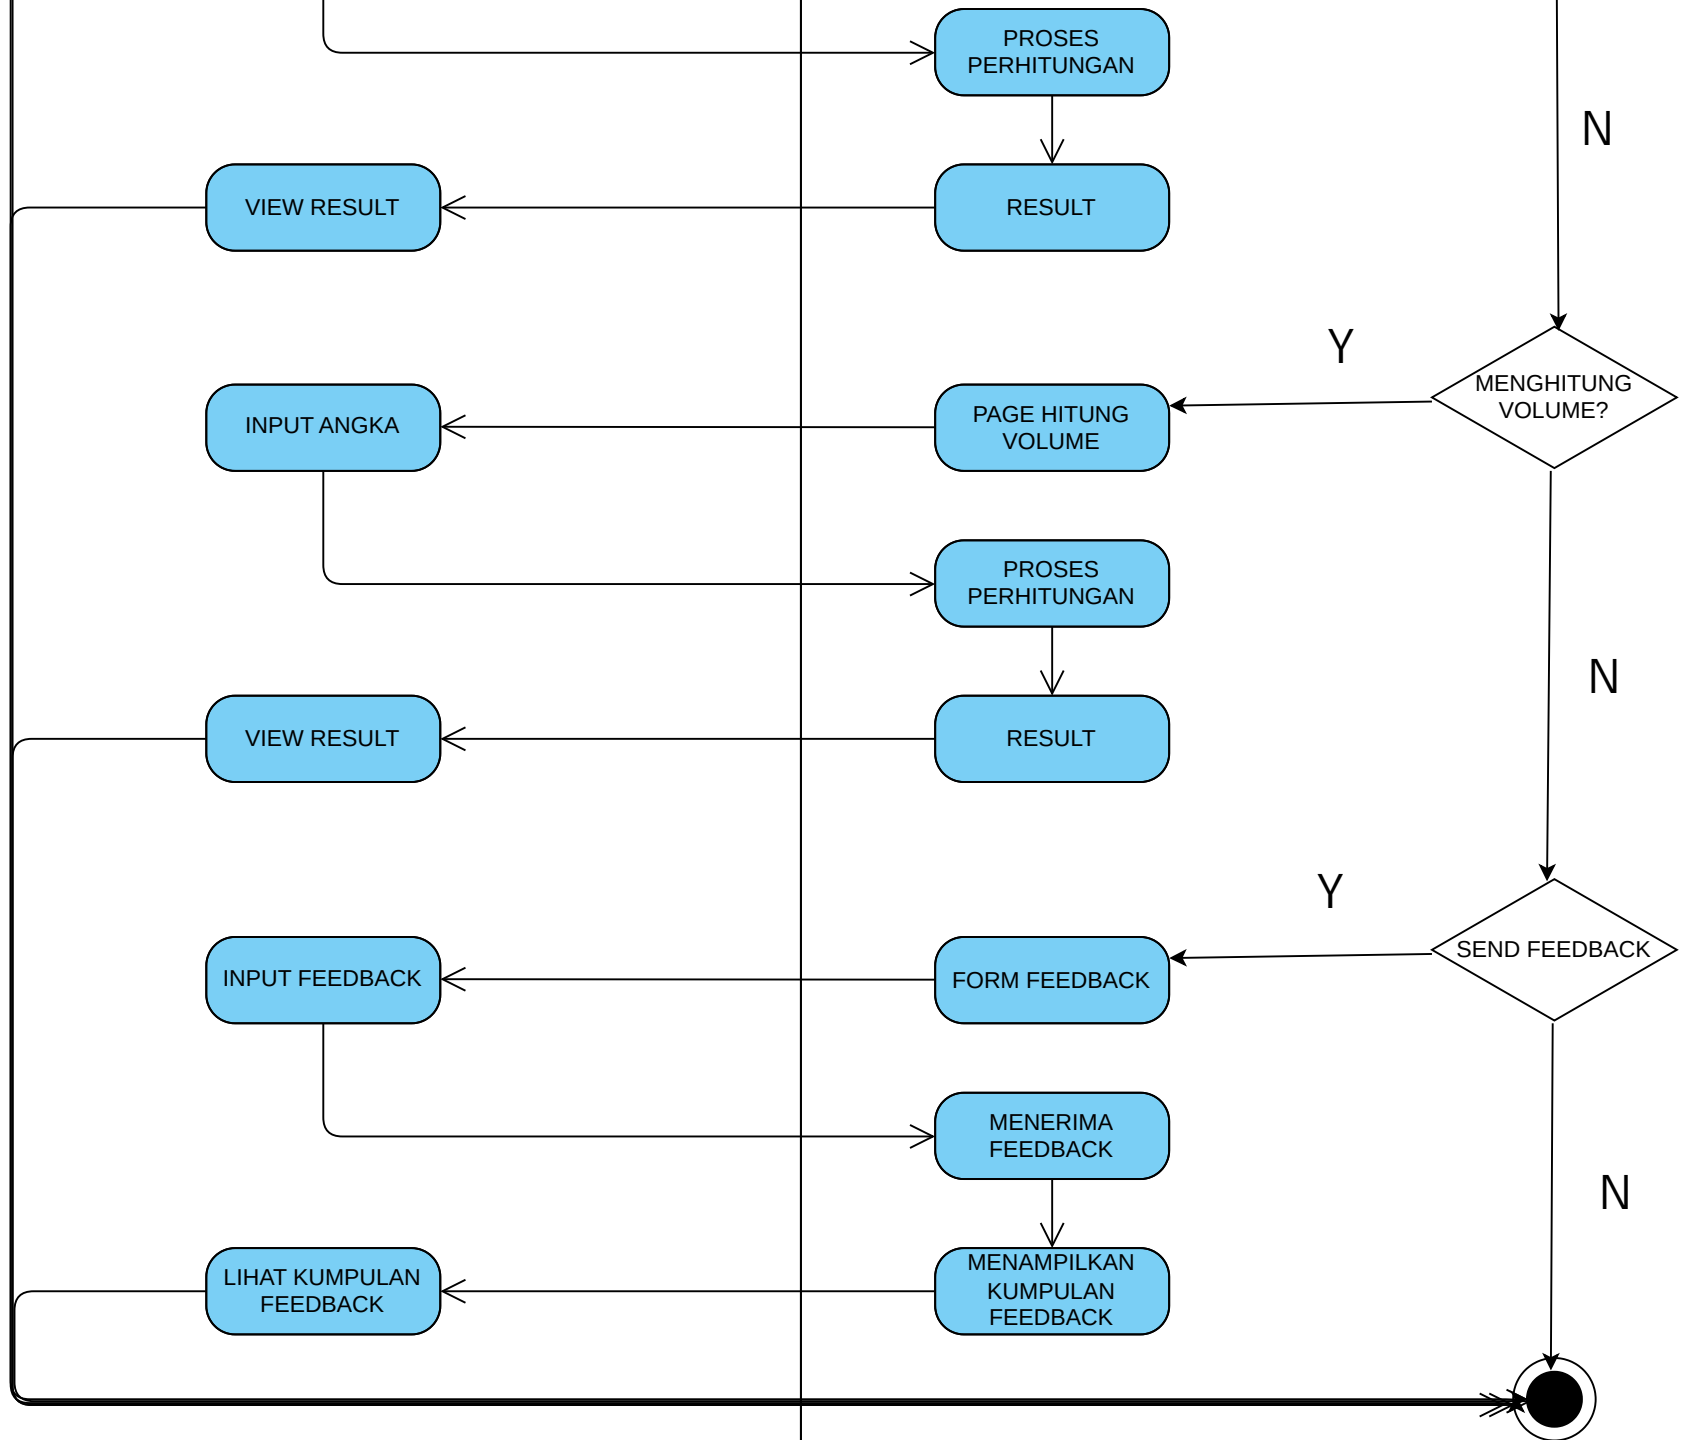 PROSES
PERHITUNGAN
N
VIEW RESULT
RESULT
Y
MENGHITUNG
VOLUME?
INPUT ANGKA
PAGE HITUNG
VOLUME
PROSES
PERHITUNGAN
N
VIEW RESULT
RESULT
Y
SEND FEEDBACK
INPUT FEEDBACK
FORM FEEDBACK
MENERIMA
FEEDBACK
N
LIHAT KUMPULAN
FEEDBACK
MENAMPILKAN
KUMPULAN
FEEDBACK